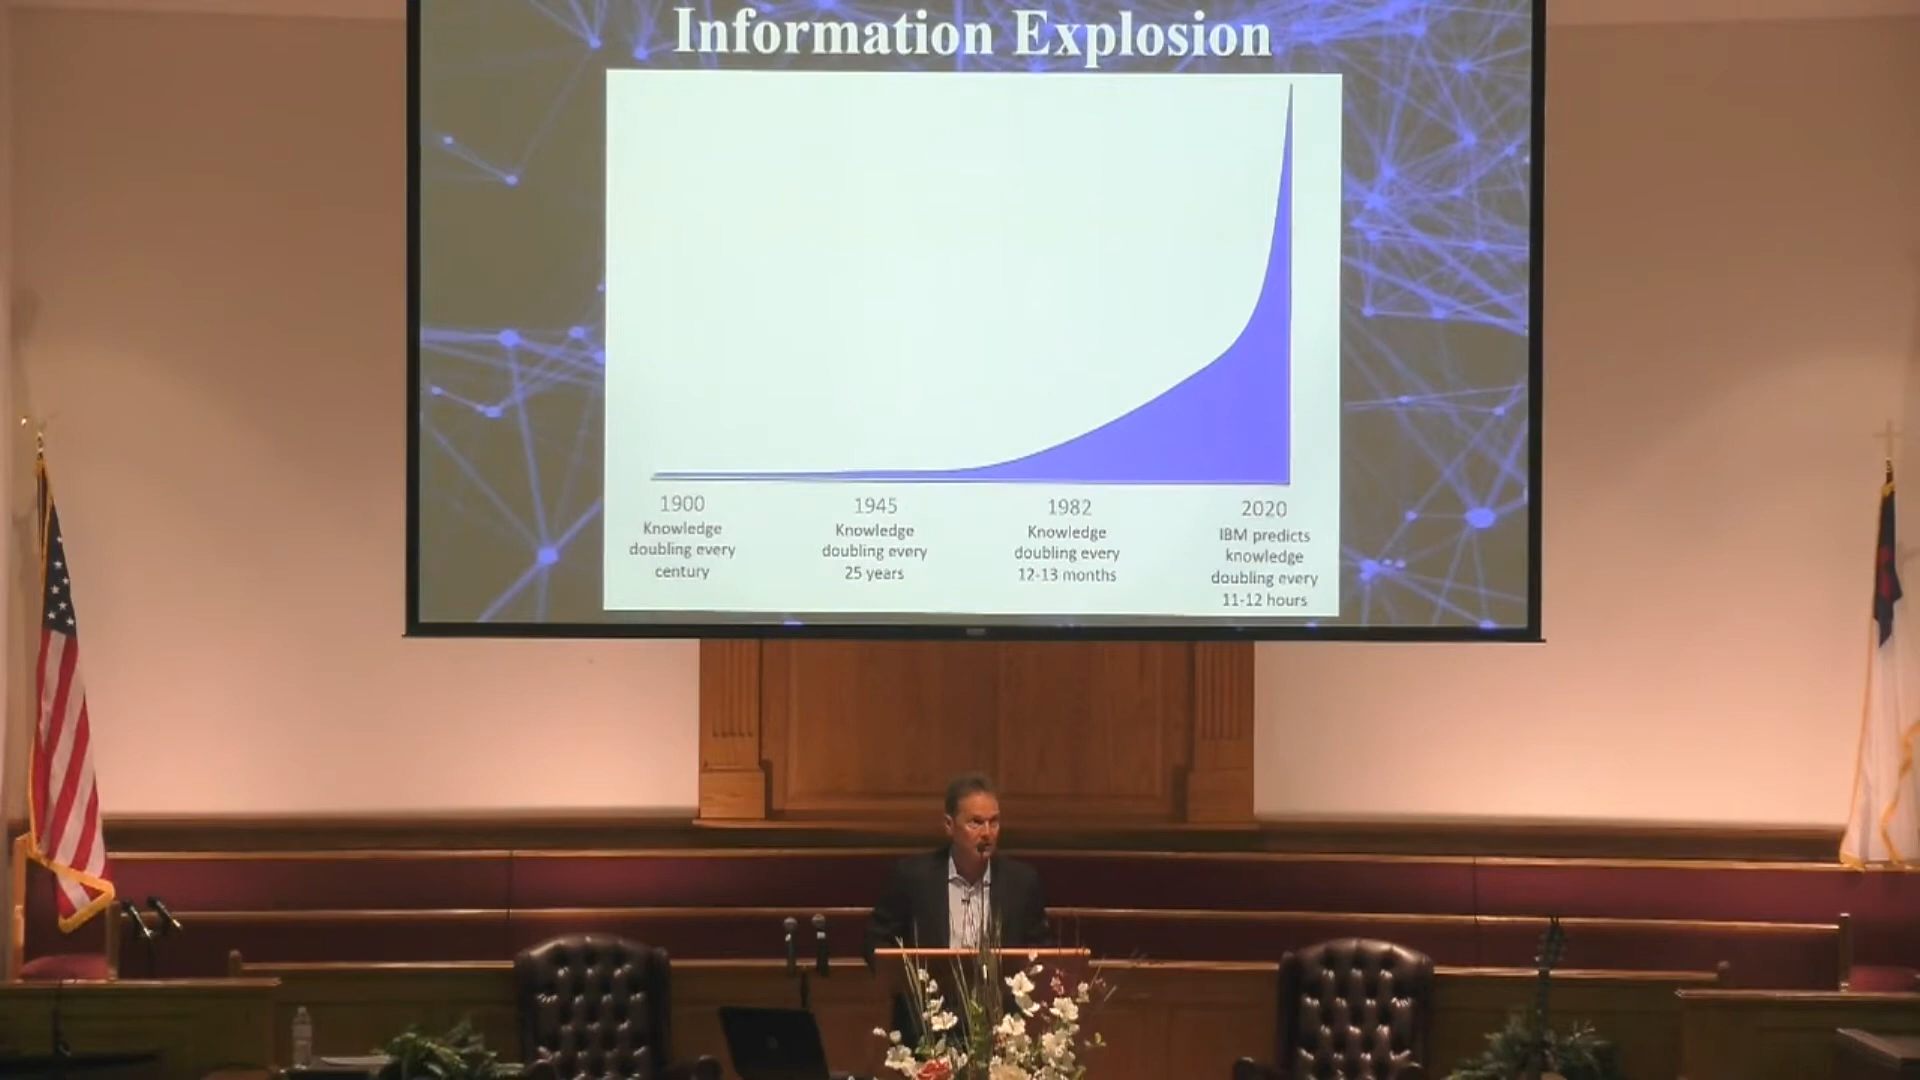 Information Explosion
1900
Knowledge
doubling every
century
1945
Knowledge
doubling every
25 years
1982
Knowledge
doubling every
12-13 months
2020
IBM predicts
knowledge
doubling every
11-12 hours